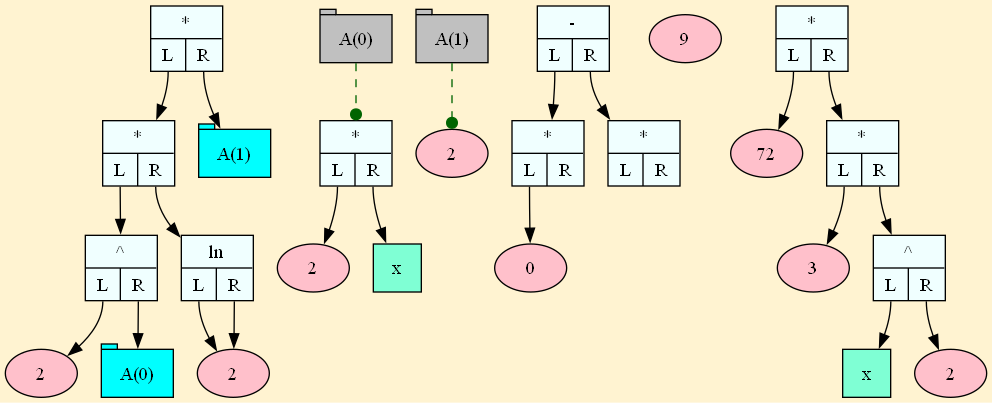 * A(0) A(1) - 9 *
L R L R L R
* A(1) * 2 * * 72 *
L R L R L R L R L R
^ ln 2 x 0 3 ^
L R L R L R
2 A(0) 2 x 2